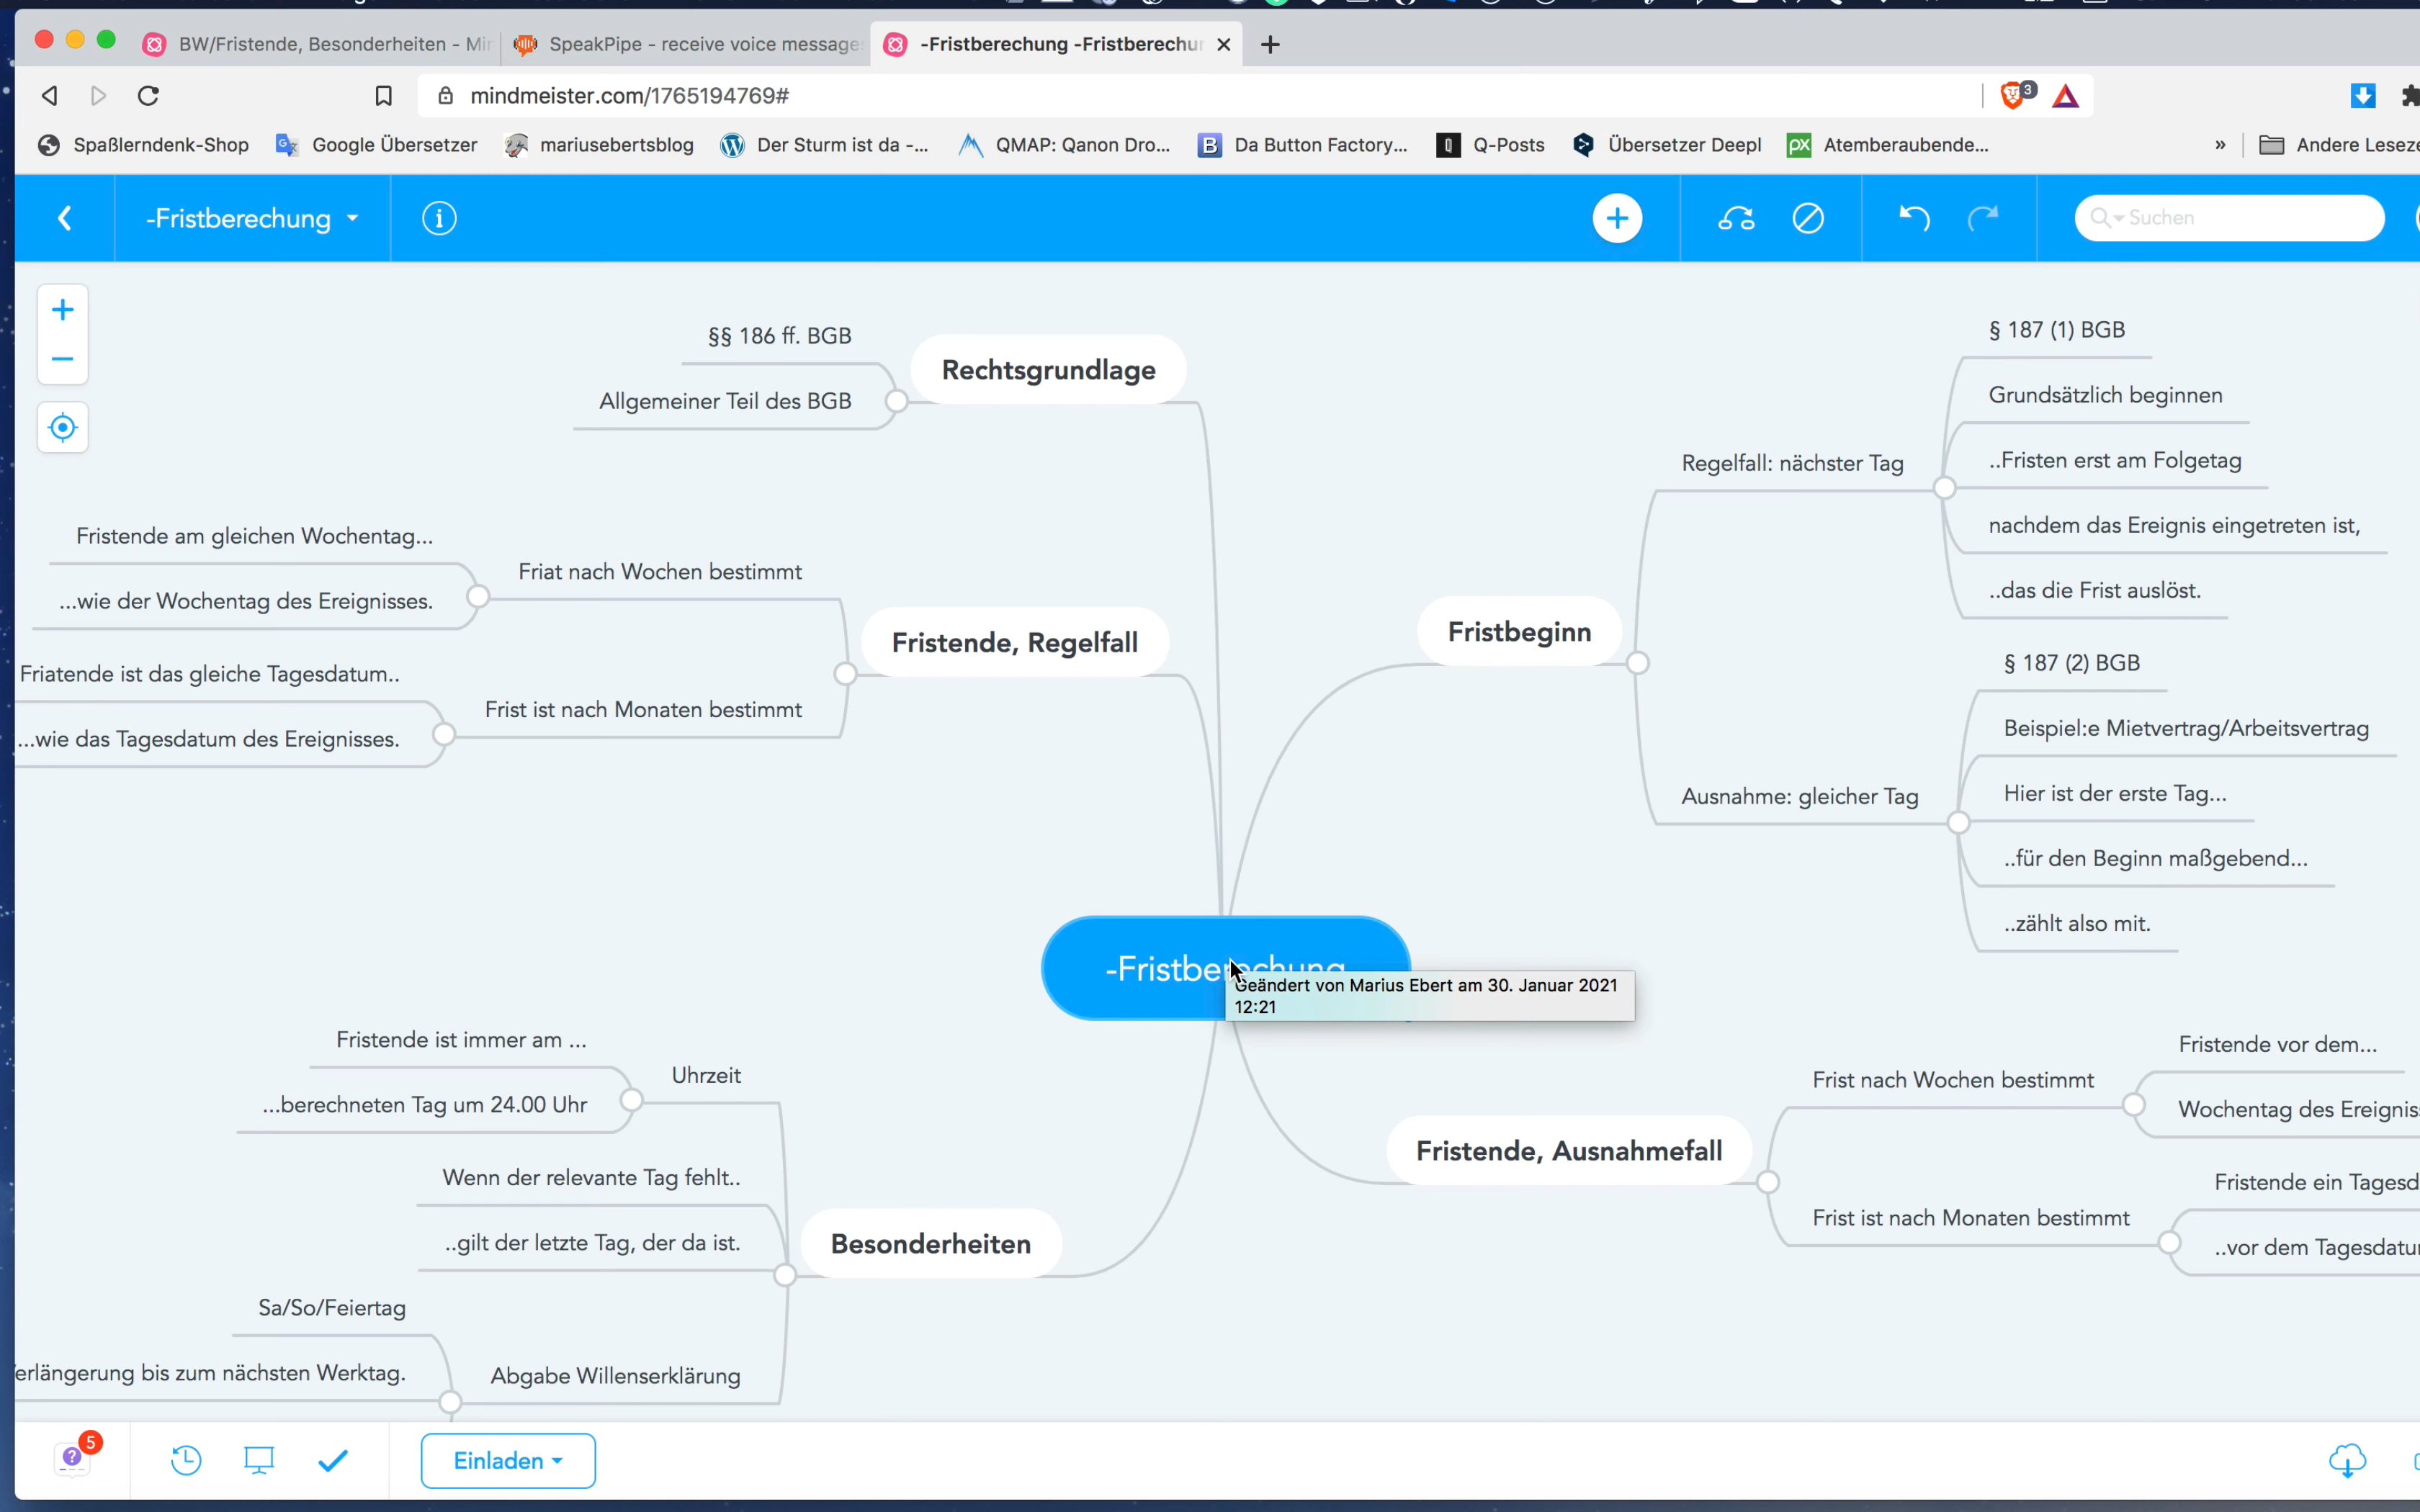 BW/Fristende, Besonderheiten - Mi
SpeakPipe - receive voice message
-Fristberechung -Fristberechu
mindmeister.com/1765194769#
3
Spaßlerndenk-Shop
Google Übersetzer
mariusebertsblog
Der Sturm ist da -...
QMAP: Qanon Dro...
Da Button Factory...
Q-Posts
Übersetzer Deepl
Atemberaubende...
»
Andere Leseze
-Fristberechung
Suchen
§§ 186 ff. BGB
Allgemeiner Teil des BGB
Rechtsgrundlage
Fristende am gleichen Wochentag...
...wie der Wochentag des Ereignisses.
Friat nach Wochen bestimmt
Fristende, Regelfall
Friatende ist das gleiche Tagesdatum..
...wie das Tagesdatum des Ereignisses.
Frist ist nach Monaten bestimmt
§ 187 (1) BGB
Grundsätzlich beginnen
Regelfall: nächster Tag
..Fristen erst am Folgetag
nachdem das Ereignis eingetreten ist,
..das die Frist auslöst.
Fristbeginn
§ 187 (2) BGB
Beispiel:e Mietvertrag/Arbeitsvertrag
Ausnahme: gleicher Tag
Hier ist der erste Tag...
..für den Beginn maßgebend...
..zählt also mit.
-Fristberechung
Geändert von Marius Ebert am 30. Januar 2021
12:21
Fristende ist immer am ...
Uhrzeit
...berechneten Tag um 24.00 Uhr
Wenn der relevante Tag fehlt..
..gilt der letzte Tag, der da ist.
Besonderheiten
Sa/So/Feiertag
erlängerung bis zum nächsten Werktag.
Abgabe Willenserklärung
Fristende vor dem...
Frist nach Wochen bestimmt
Wochentag des Ereignis
Fristende, Ausnahmefall
Fristende ein Tagesd
Frist ist nach Monaten bestimmt
..vor dem Tagesdatu
5
Einladen